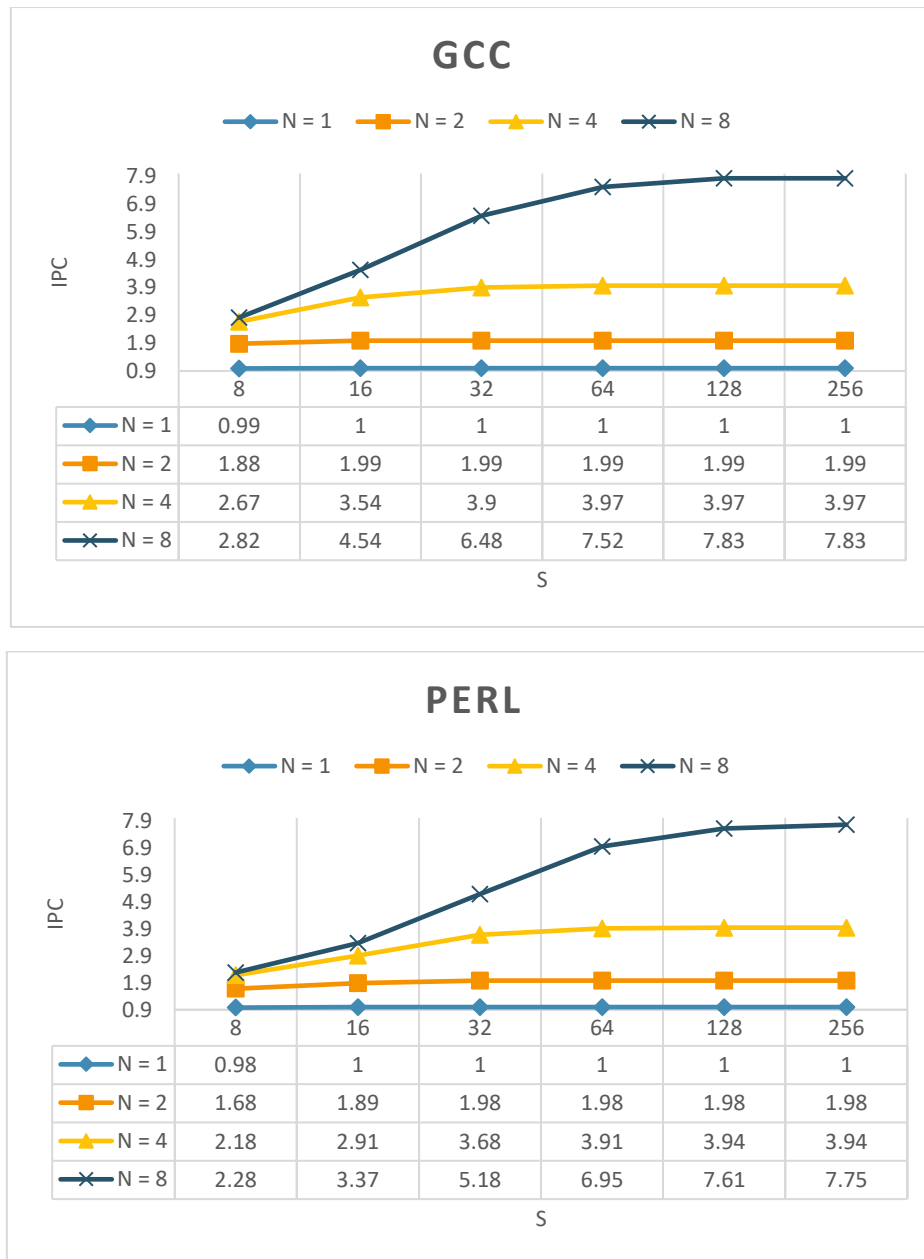 GCC
N = 1 N = 2 N = 4 N = 8
7.9
6.9
5.9
4.9
3.9
2.9
1.9
0.9
IPC
8 16 32 64 128 256
N = 1 0.99 1 1 1 1 1
N = 2 1.88 1.99 1.99 1.99 1.99 1.99
N = 4 2.67 3.54 3.9 3.97 3.97 3.97
N = 8 2.82 4.54 6.48 7.52 7.83 7.83
S
PERL
N = 1 N = 2 N = 4 N = 8
7.9
6.9
5.9
4.9
3.9
2.9
1.9
0.9
IPC
8 16 32 64 128 256
N = 1 0.98 1 1 1 1 1
N = 2 1.68 1.89 1.98 1.98 1.98 1.98
N = 4 2.18 2.91 3.68 3.91 3.94 3.94
N = 8 2.28 3.37 5.18 6.95 7.61 7.75
S